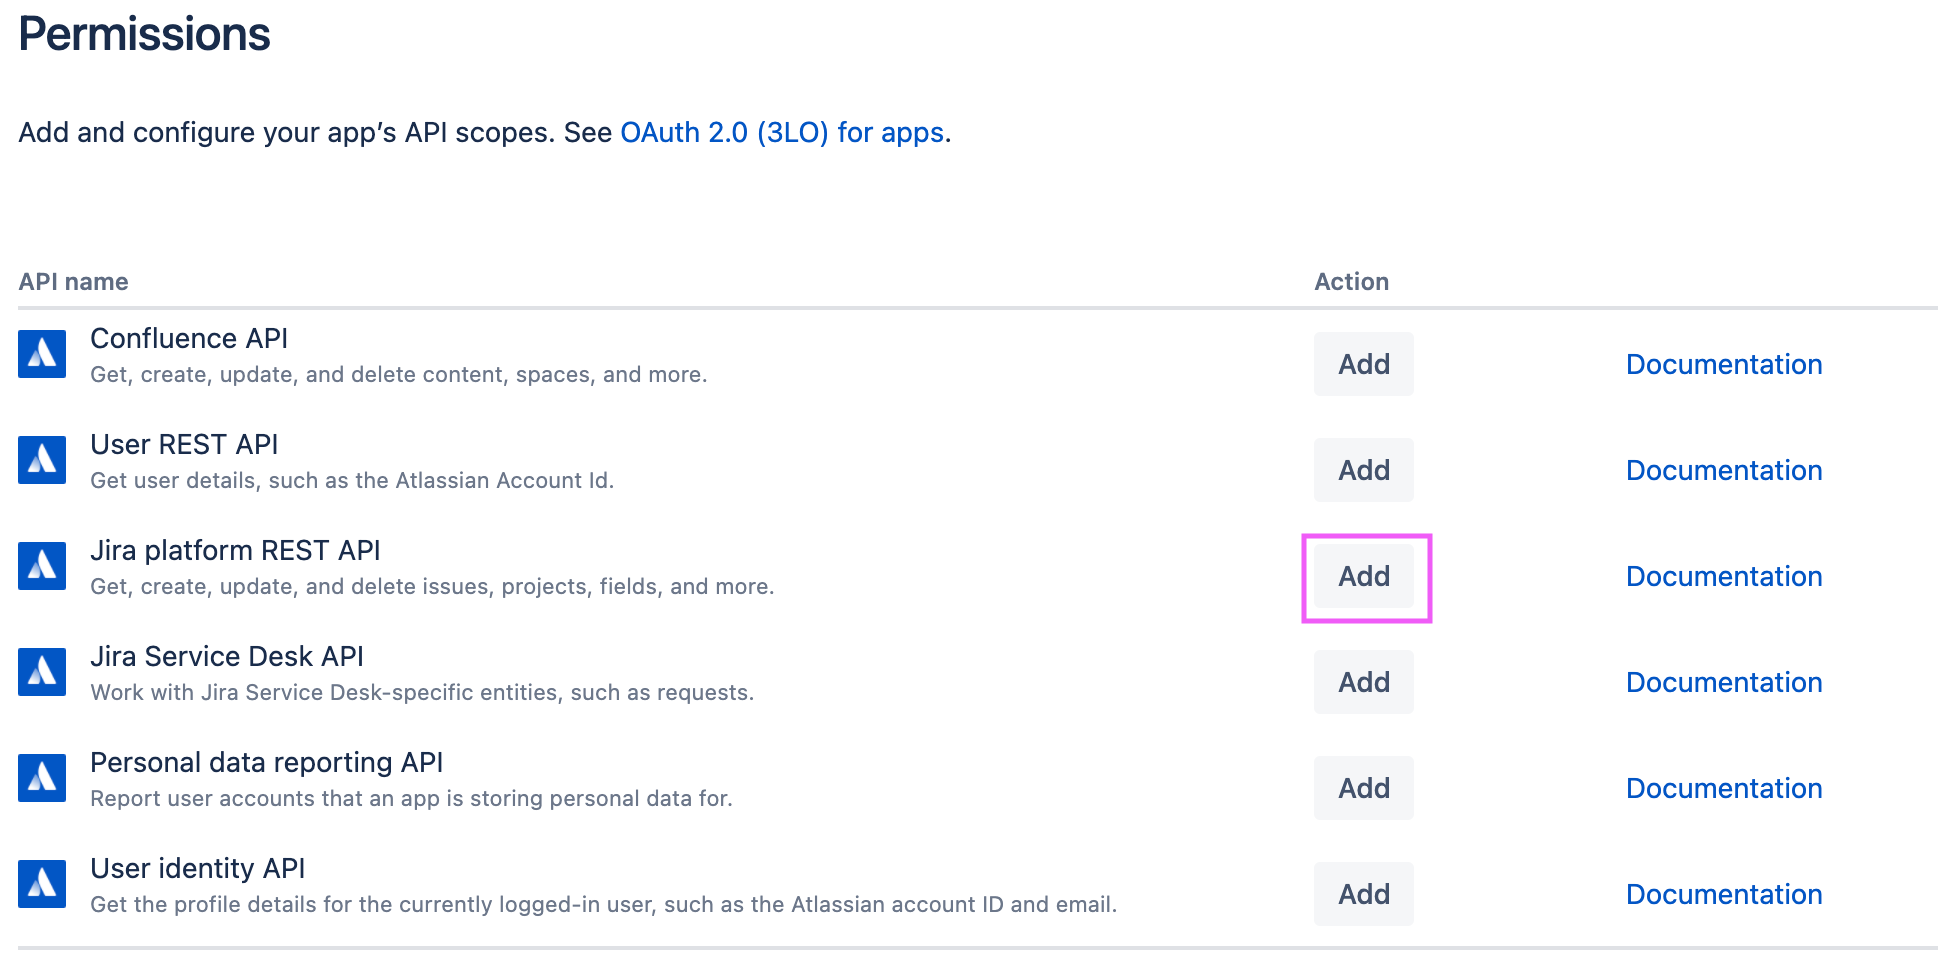 Permissions
Add and configure your app’s API scopes. See OAuth 2.0 (3LO) for apps.
API name Action
Confluence API
Get, create, update, and delete content, spaces, and more.
Add Documentation
User REST API
Get user details, such as the Atlassian Account Id.
Add Documentation
Jira platform REST API
Get, create, update, and delete issues, projects, fields, and more.
Add Documentation
Jira Service Desk API
Work with Jira Service Desk-specific entities, such as requests.
Add Documentation
Personal data reporting API
Report user accounts that an app is storing personal data for.
Add Documentation
User identity API
Get the profile details for the currently logged-in user, such as the Atlassian account ID and email.
Add Documentation